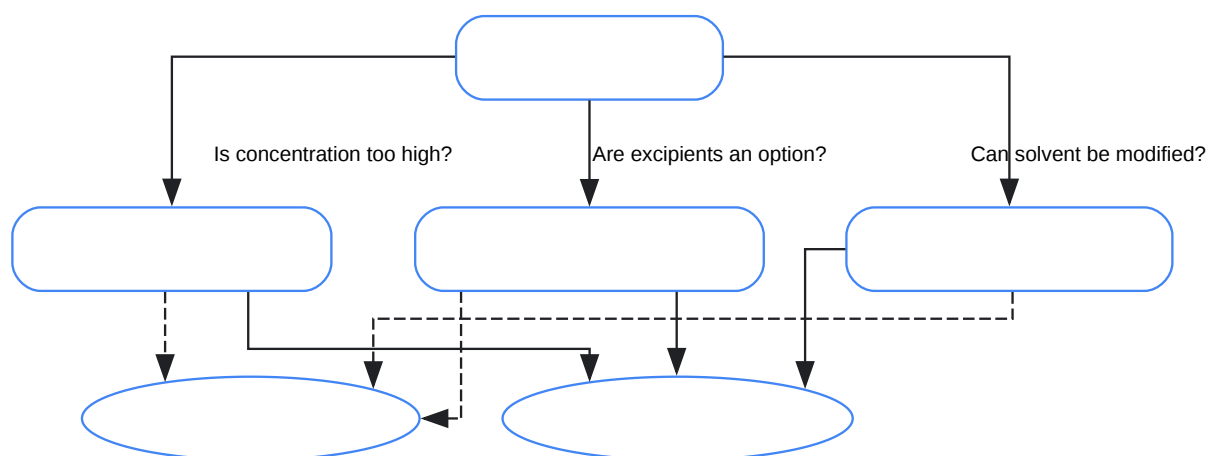 Is concentration too high?
Are excipients an option?
Can solvent be modified?